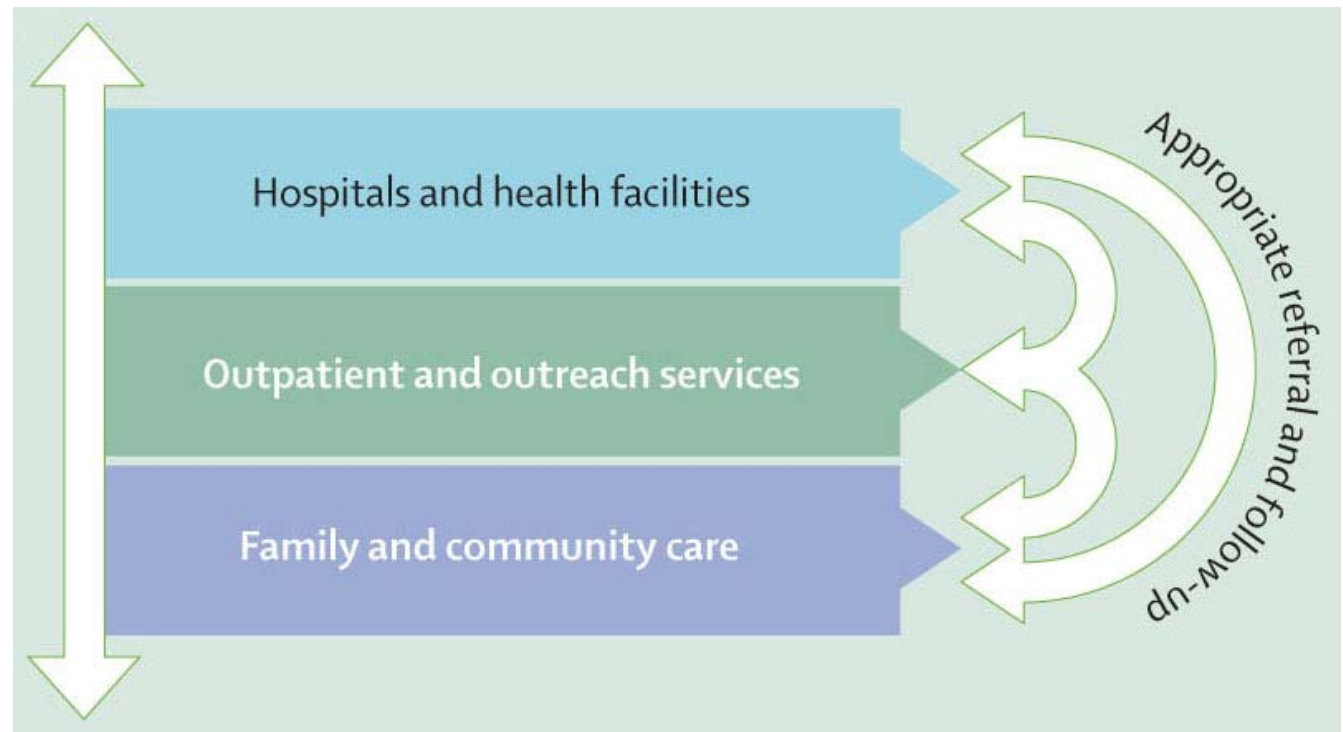 Hospitals and health facilities
Outpatient and outreach services
Family and community care
Appropriate referral and follow-up